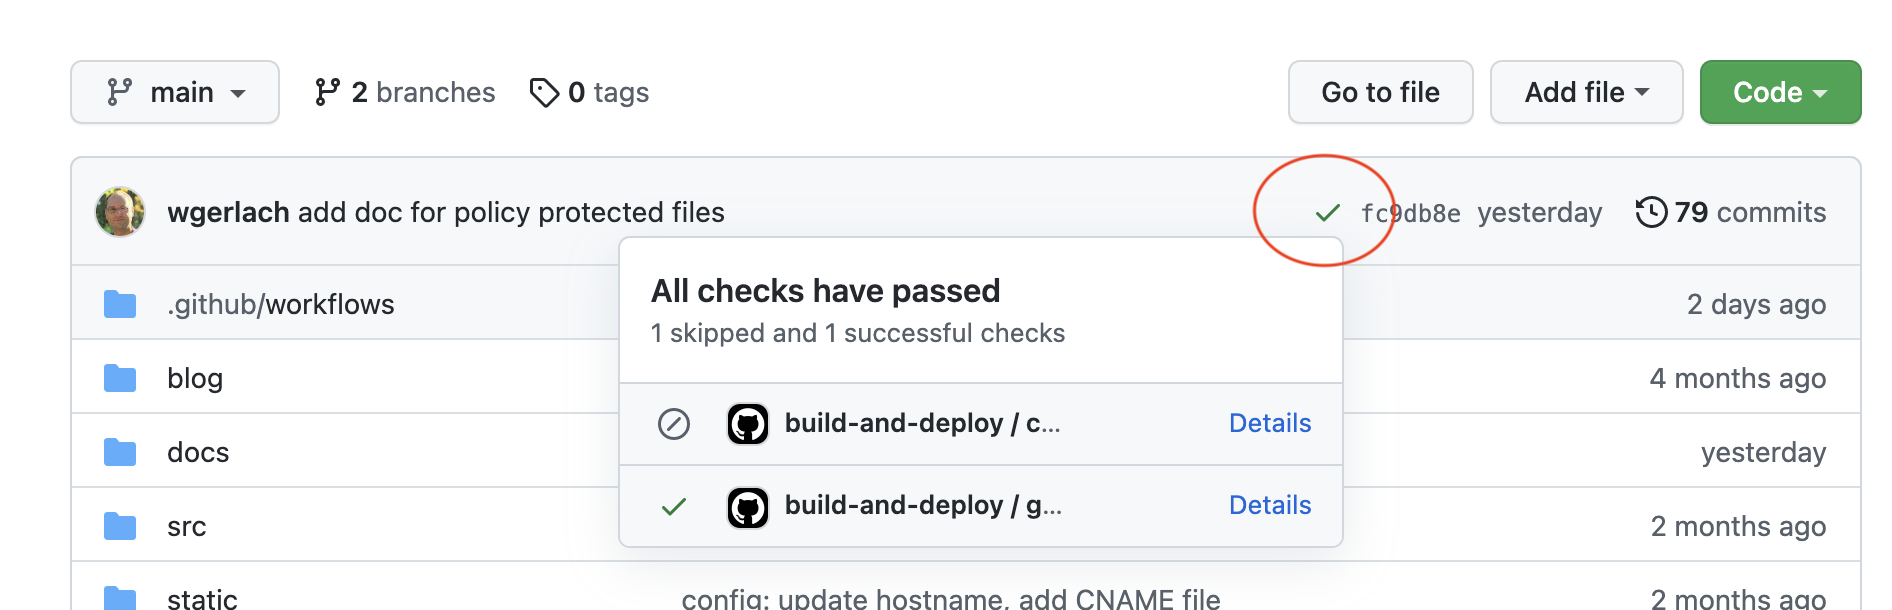 main 2 branches 0 tags Go to file Add file Code
wgerlach add doc for policy protected files fc9db8e yesterday 79 commits
All checks have passed
1 skipped and 1 successful checks
build-and-deploy / c... Details
build-and-deploy / g... Details
.github/workflows 2 days ago
blog 4 months ago
docs yesterday
src 2 months ago
static config: update hostname, add CNAME file 2 months ago